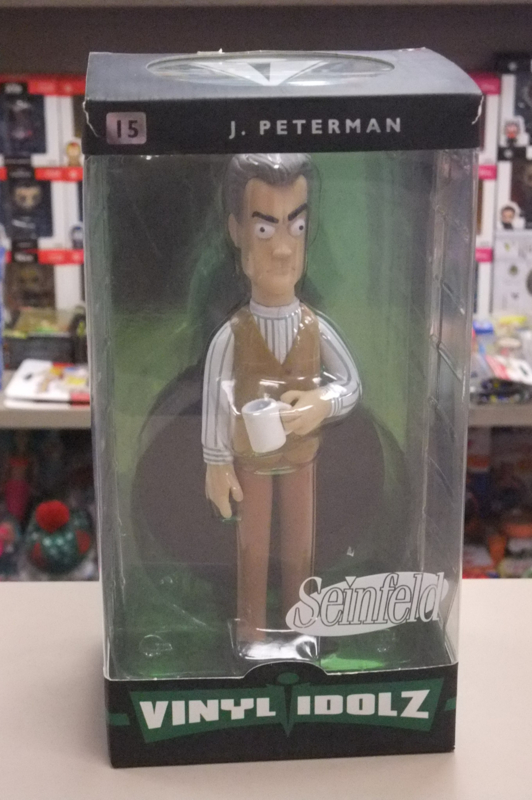 15
J. PETERMAN
Seinfeld
VINYL IDOLZ